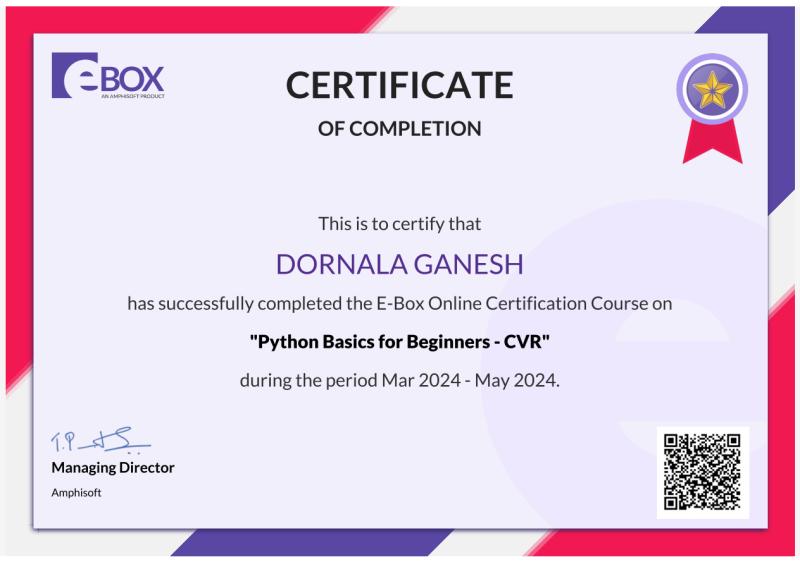 eBOX
AN AMPHISOFT PRODUCT
CERTIFICATE
OF COMPLETION
This is to certify that
DORNALA GANESH
has successfully completed the E-Box Online Certification Course on
"Python Basics for Beginners - CVR"
during the period Mar 2024 - May 2024.
Managing Director
Amphisoft